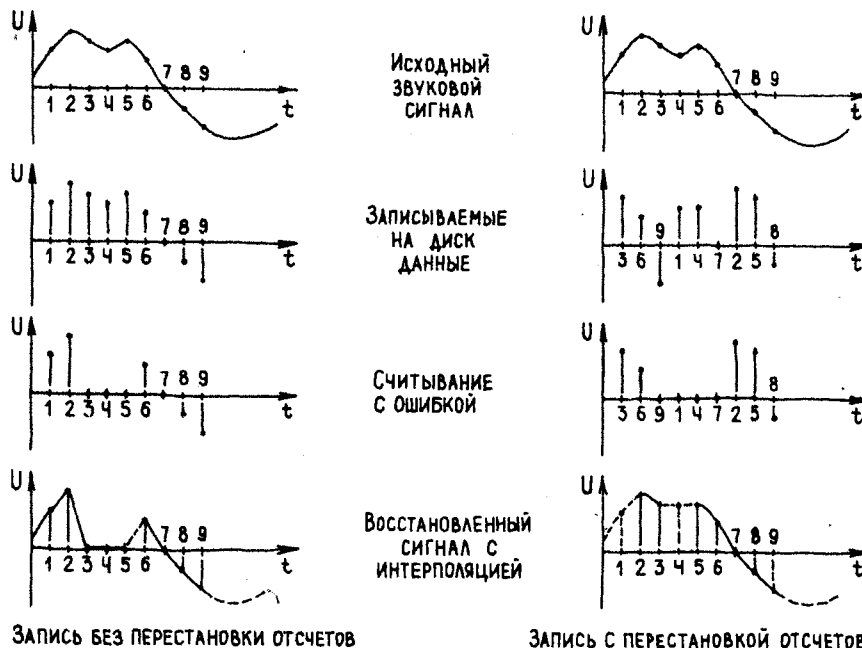 U
7 8 9
1 2 3 4 5 6
t
ИСХОДНЫЙ
ЗВУКОВОЙ
СИГНАЛ
U
7 8 9
1 2 3 4 5 6
t
U
7 8 9
1 2 3 4 5 6
t
ЗАПИСЫВАЕМЫЕ
НА ДИСК
ДАННЫЕ
U
9 8
3 6 1 4 7 2 5
t
U
7 8 9
1 2 3 4 5 6
t
СЧИТЫВАНИЕ
С ОШИБКОЙ
U
8
3 6 9 1 4 7 2 5
t
U
7 8 9
1 2 3 4 5 6
t
ВОССТАНОВЛЕННЫЙ
СИГНАЛ С
ИНТЕРПОЛЯЦИЕЙ
U
7 8 9
1 2 3 4 5 6
t
ЗАПИСЬ БЕЗ ПЕРЕСТАНОВКИ ОТСЧЕТОВ
ЗАПИСЬ С ПЕРЕСТАНОВКОЙ ОТСЧЕТОВ